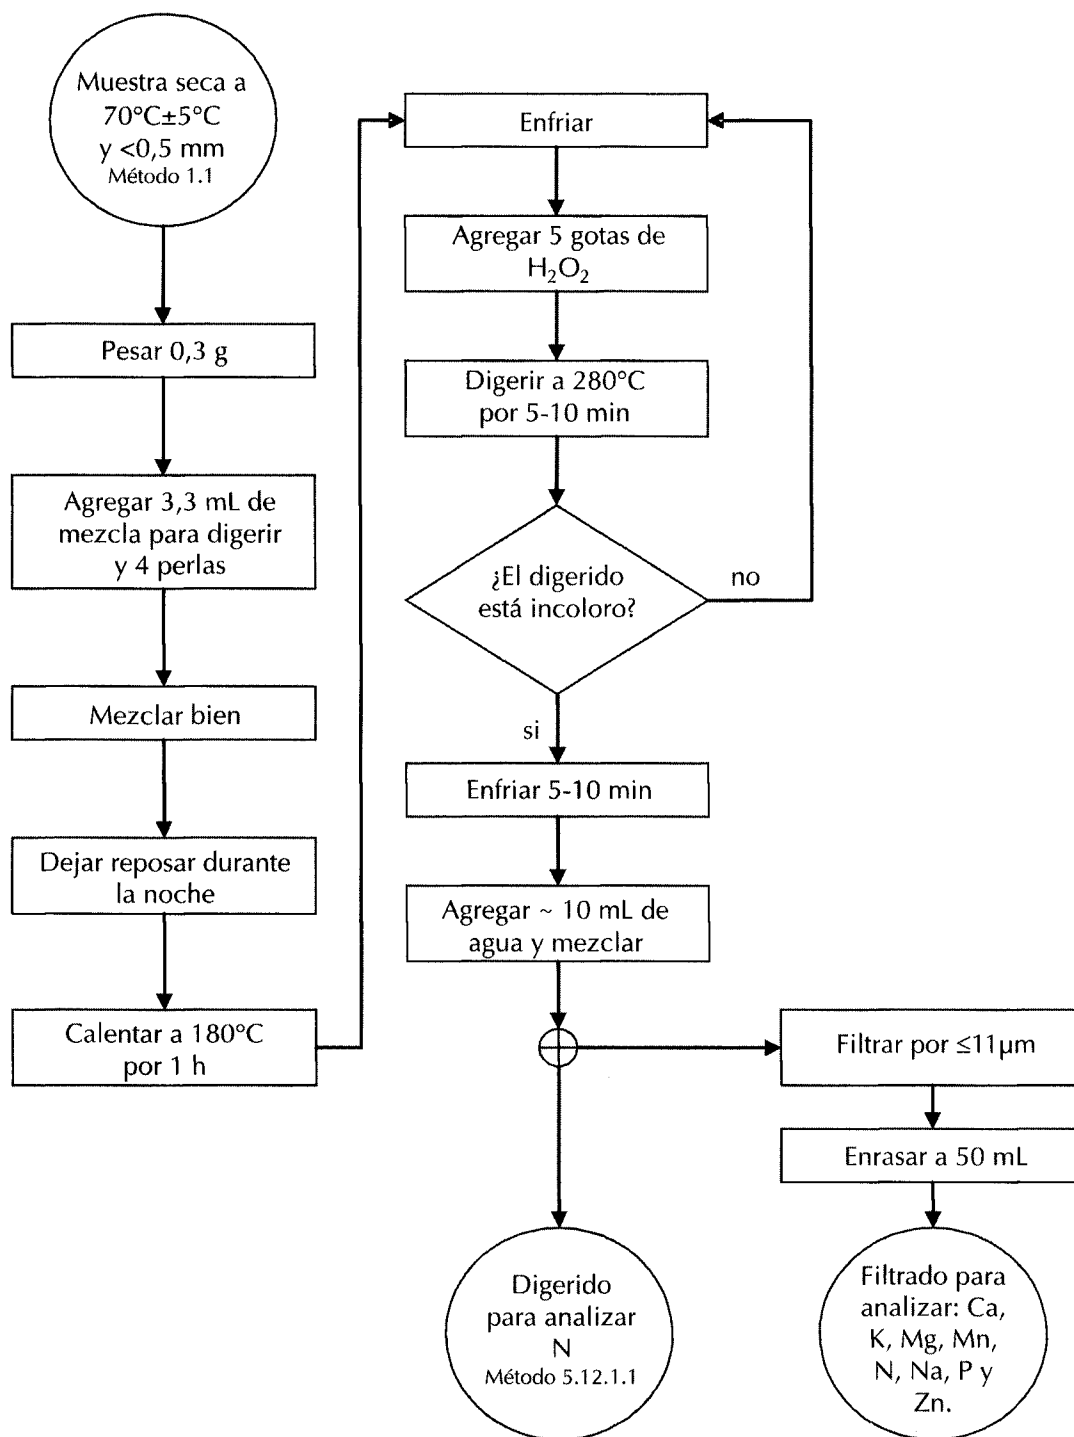 Muestra seca a
70°C±5°C
y <0,5 mm
Método 1.1
Pesar 0,3 g
Agregar 3,3 mL de
mezcla para digerir
y 4 perlas
Mezclar bien
Dejar reposar durante
la noche
Calentar a 180°C
por 1 h
Enfriar
Agregar 5 gotas de
H₂O₂
Digerir a 280°C
por 5-10 min
¿El digerido
está incoloro?
no
si
Enfriar 5-10 min
Agregar ~ 10 mL de
agua y mezclar
Digerido
para analizar
N
Método 5.12.1.1
Filtrar por ≤11µm
Enrasar a 50 mL
Filtrado para
analizar: Ca,
K, Mg, Mn,
N, Na, P y
Zn.